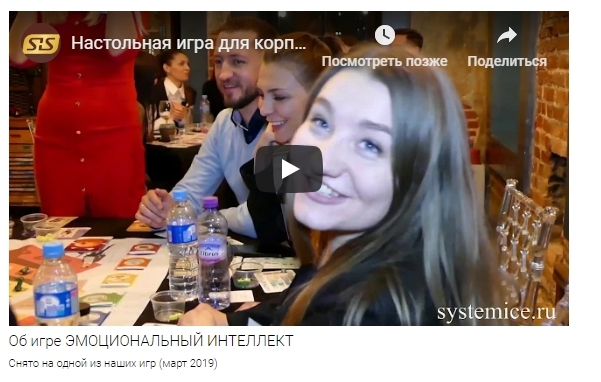 SHS
Настольная игра для корп...
Посмотреть позже
Поделиться
systemice.ru
Об игре ЭМОЦИОНАЛЬНЫЙ ИНТЕЛЛЕКТ
Снято на одной из наших игр (март 2019)